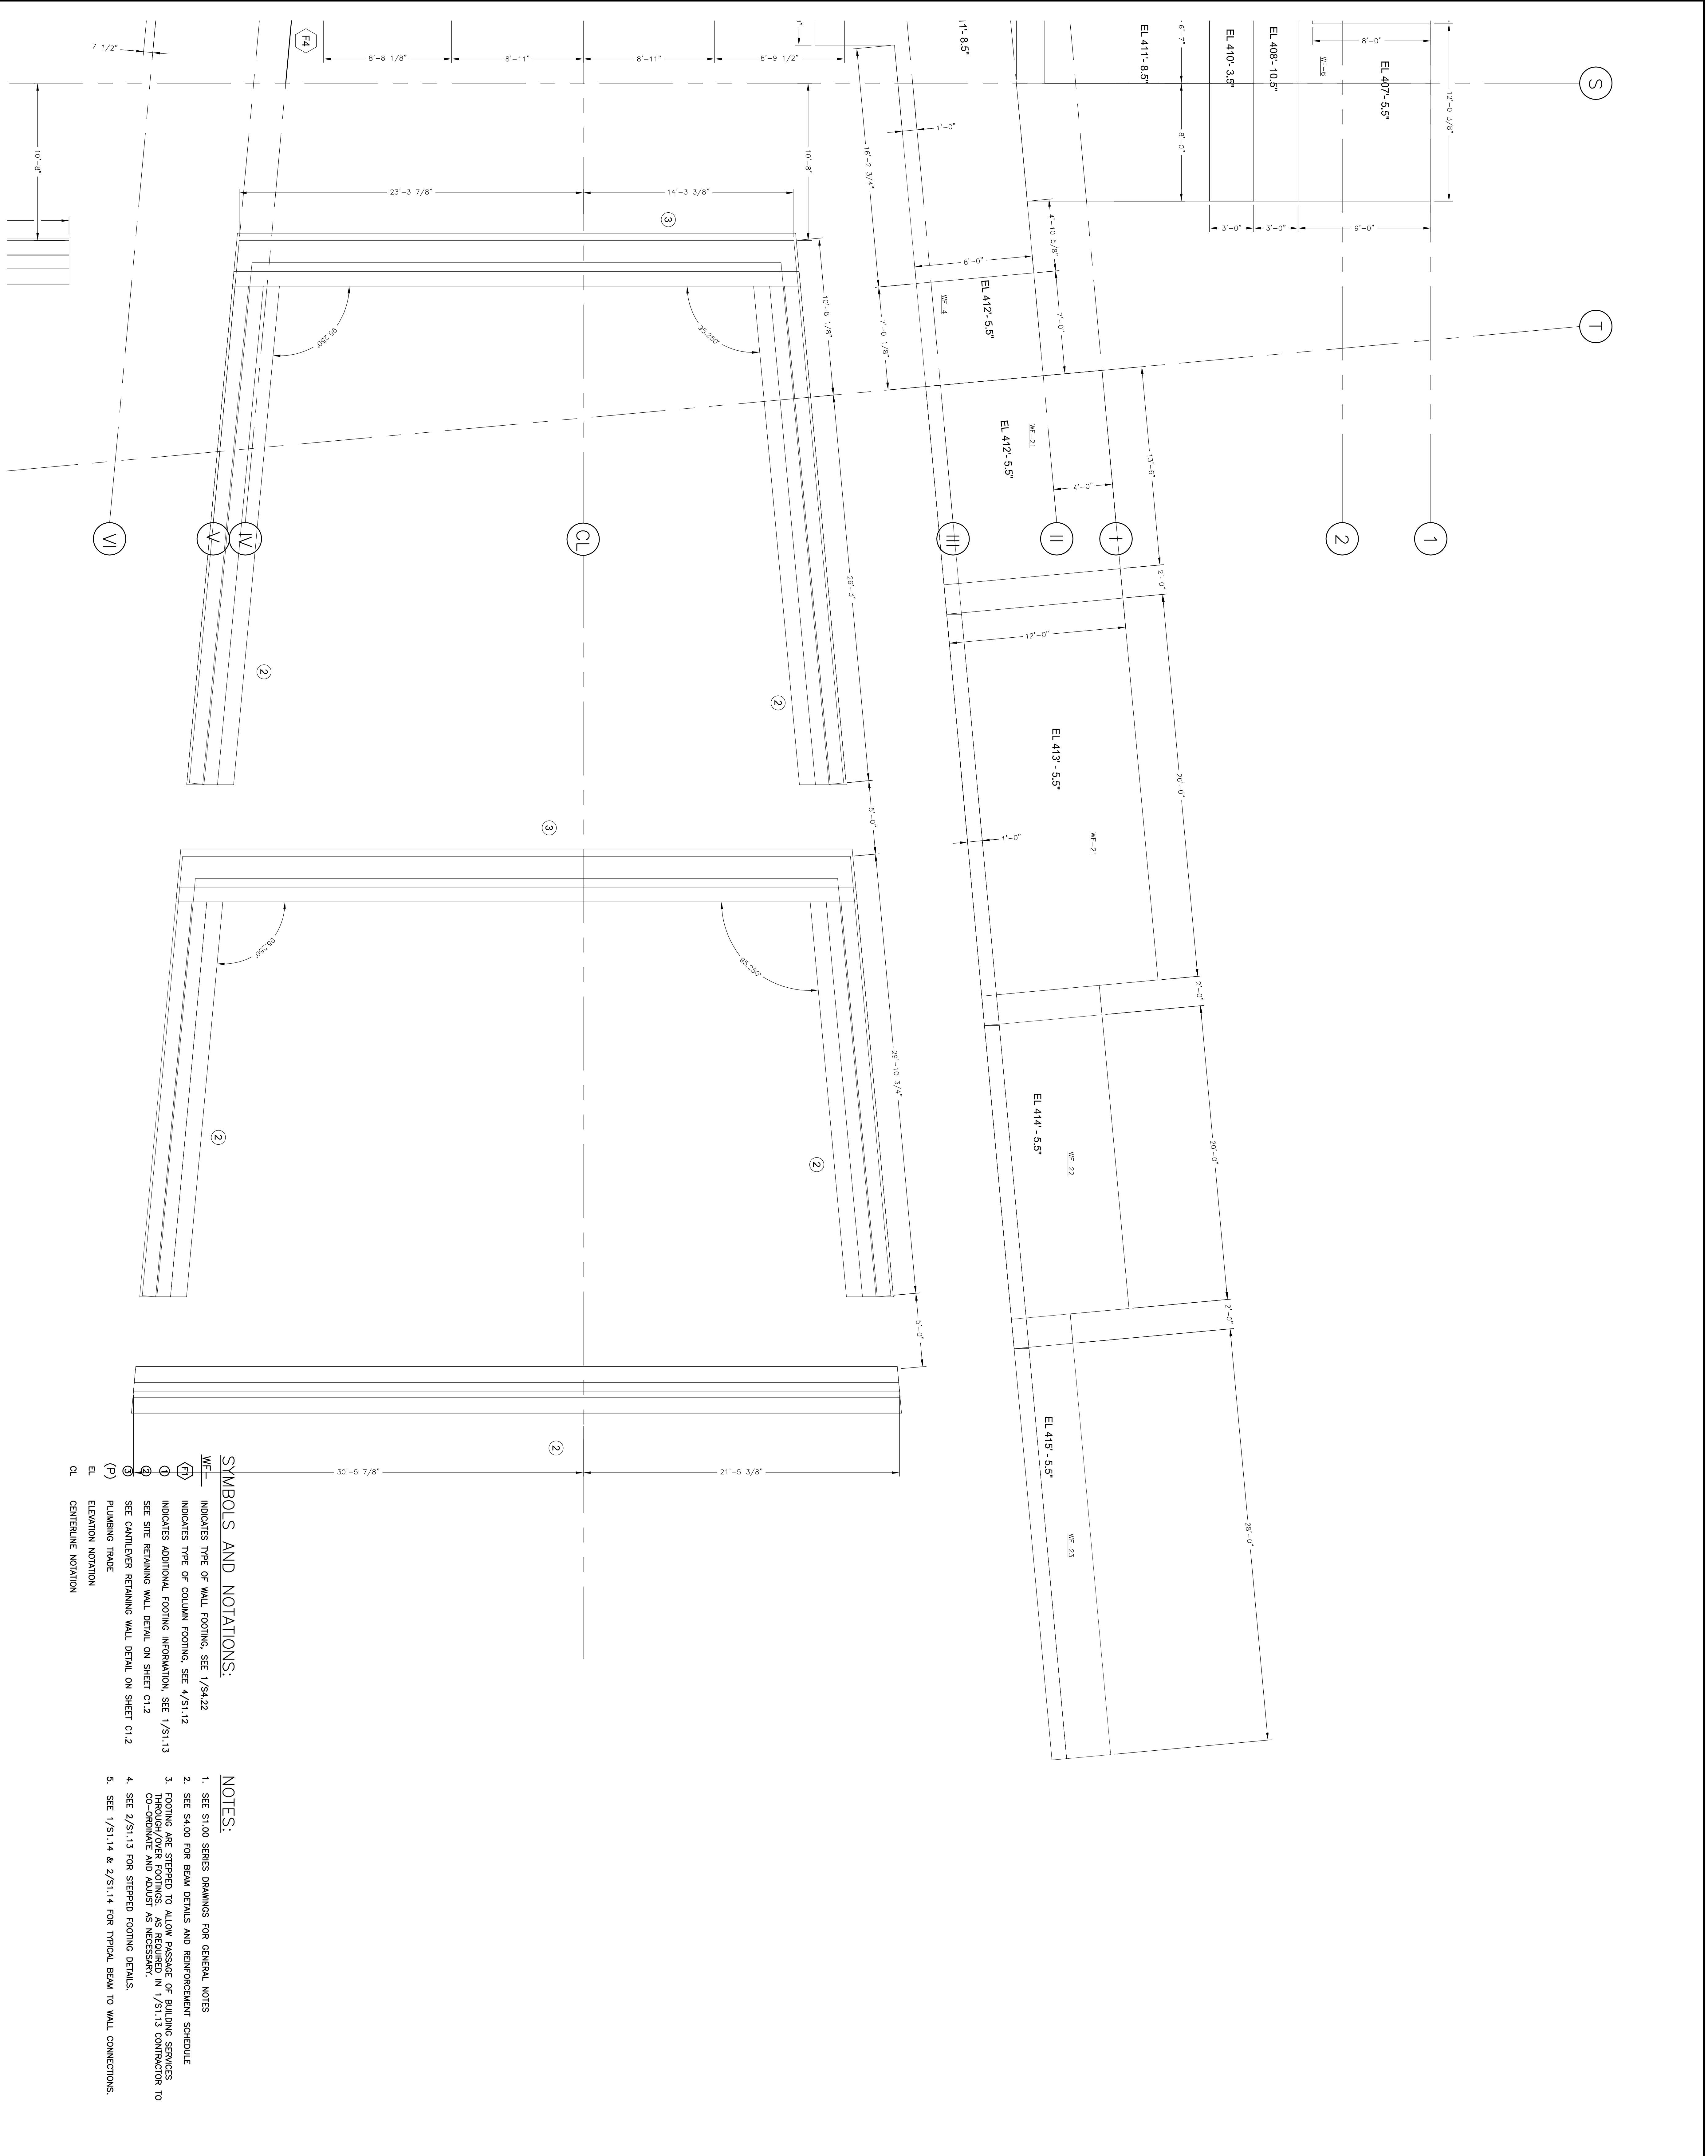 S
T
1
2
I
II
III
CL
IV
V
VI
8'-0"
12'-0 3/8"
WF-6
EL 407'- 5.5"
EL 408'- 10.5"
EL 410'- 3.5"
EL 411'- 8.5"
6'-7"
8'-0"
9'-0"
3'-0"
3'-0"
1'- 8.5"
1'-0"
16'-2 3/4"
4'-10 5/8"
8'-0"
7'-0"
7'-0 1/8"
EL 412'- 5.5"
WF-4
8'-9 1/2"
8'-11"
8'-11"
8'-8 1/8"
F4
7 1/2"
10'-8"
10'-8"
14'-3 3/8"
23'-3 7/8"
3
10'-8 1/8"
95.250°
95.250°
13'-6"
WF-21
EL 412'- 5.5"
4'-0"
2'-0"
12'-0"
26'-3"
2
2
26'-0"
EL 413' - 5.5"
WF-21
1'-0"
5'-0"
3
95.250°
95.250°
2'-0"
29'-10 3/4"
20'-0"
EL 414' - 5.5"
WF-22
2
2
2'-0"
5'-0"
28'-0"
EL 415' - 5.5"
WF-23
2
21'-5 3/8"
30'-5 7/8"
SYMBOLS AND NOTATIONS:
WF- INDICATES TYPE OF WALL FOOTING, SEE 1/S4.22
F1 INDICATES TYPE OF COLUMN FOOTING, SEE 4/S1.12
1 INDICATES ADDITIONAL FOOTING INFORMATION, SEE 1/S1.13
2 SEE SITE RETAINING WALL DETAIL ON SHEET C1.2
3 SEE CANTILEVER RETAINING WALL DETAIL ON SHEET C1.2
(P) PLUMBING TRADE
EL ELEVATION NOTATION
CL CENTERLINE NOTATION
NOTES:
1. SEE S1.00 SERIES DRAWINGS FOR GENERAL NOTES
2. SEE S4.00 FOR BEAM DETAILS AND REINFORCEMENT SCHEDULE
3. FOOTING ARE STEPPED TO ALLOW PASSAGE OF BUILDING SERVICES
THROUGH/OVER FOOTINGS. AS REQUIRED IN 1/S1.13 CONTRACTOR TO
CO-ORDINATE AND ADJUST AS NECESSARY.
4. SEE 2/S1.13 FOR STEPPED FOOTING DETAILS.
5. SEE 1/S1.14 & 2/S1.14 FOR TYPICAL BEAM TO WALL CONNECTIONS.